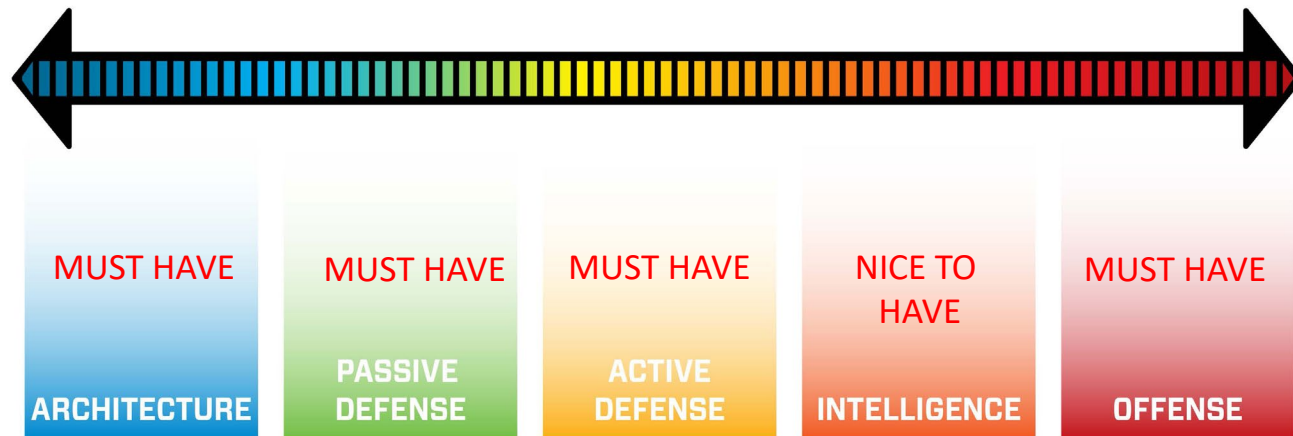 MUST HAVE
MUST HAVE
MUST HAVE
NICE TO
HAVE
MUST HAVE
ARCHITECTURE
PASSIVE
DEFENSE
ACTIVE
DEFENSE
INTELLIGENCE
OFFENSE